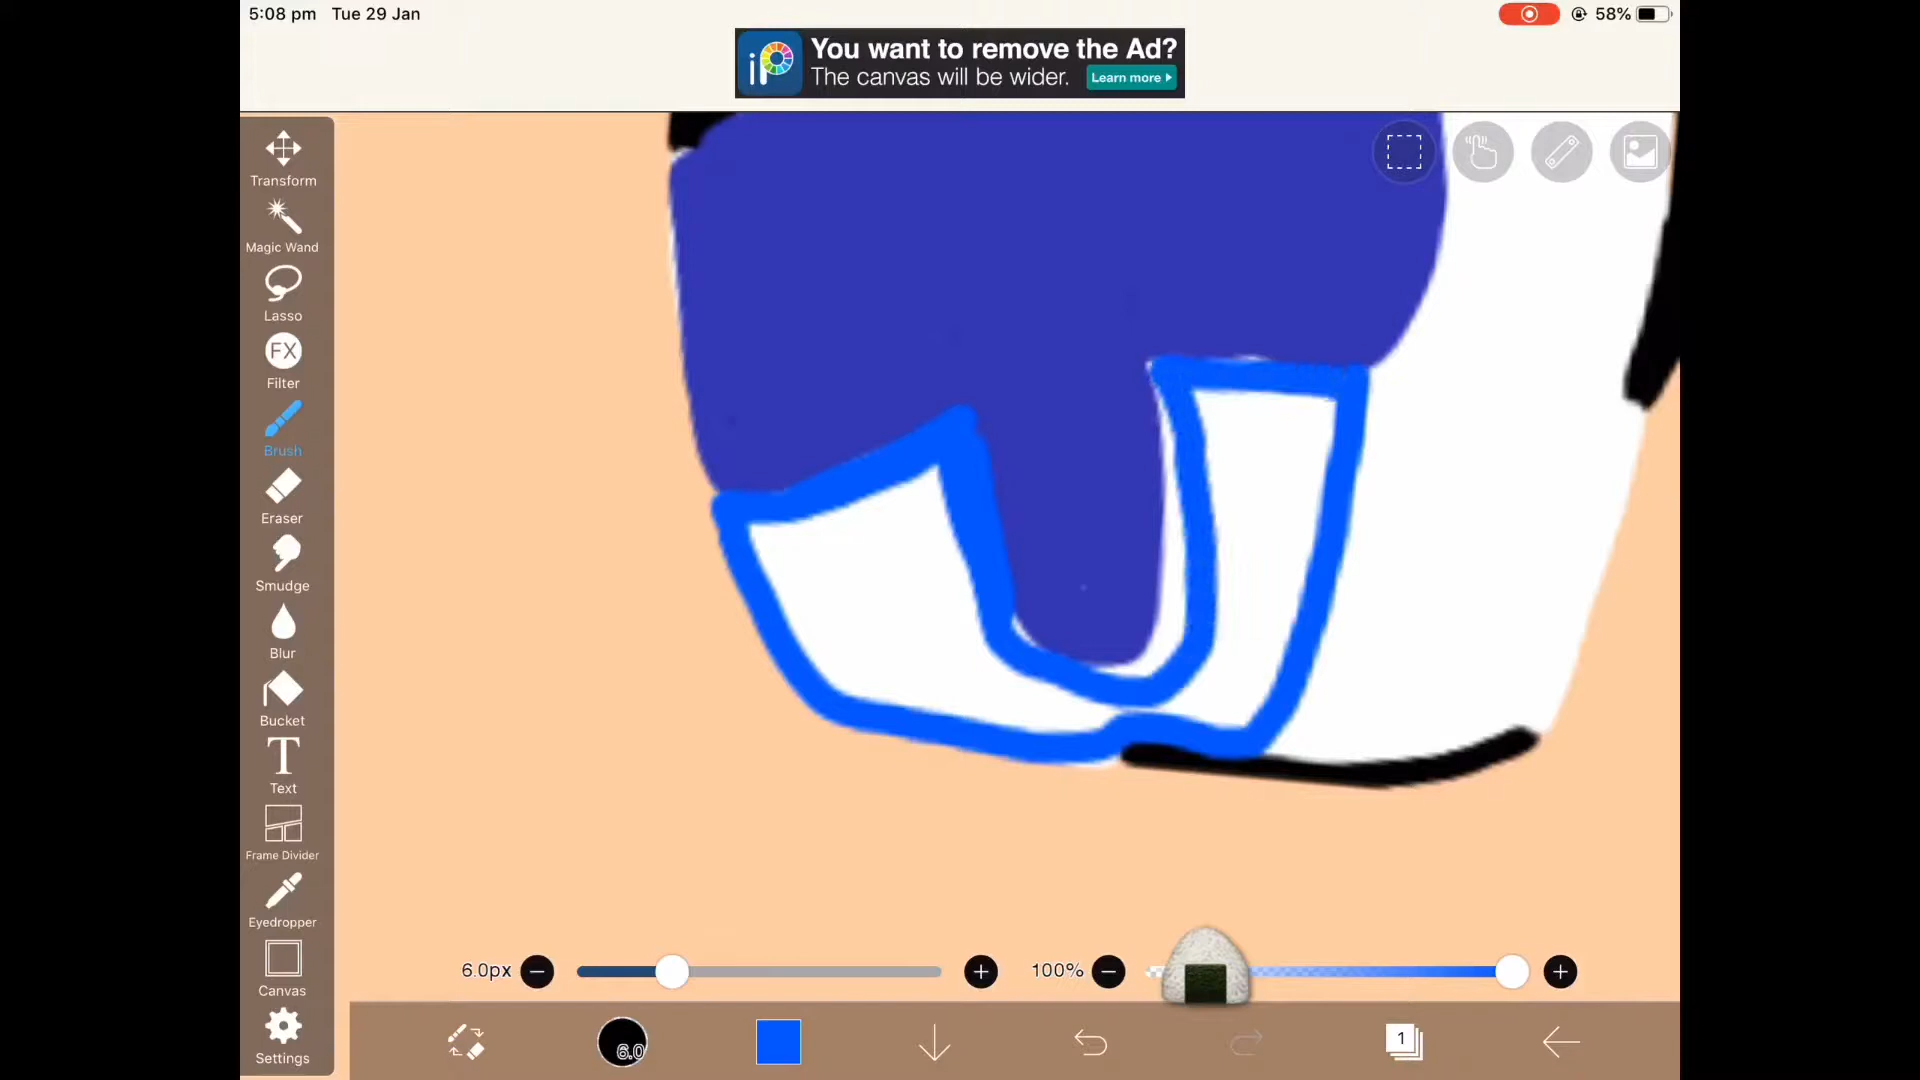 5:08 pm Tue 29 Jan
58%
iP
You want to remove the Ad?
The canvas will be wider. Learn more
Transform
Magic Wand
Lasso
FX
Filter
Brush
Eraser
Smudge
Blur
Bucket
T
Text
Frame Divider
Eyedropper
Canvas
Settings
6.0px
100%
6.0
1